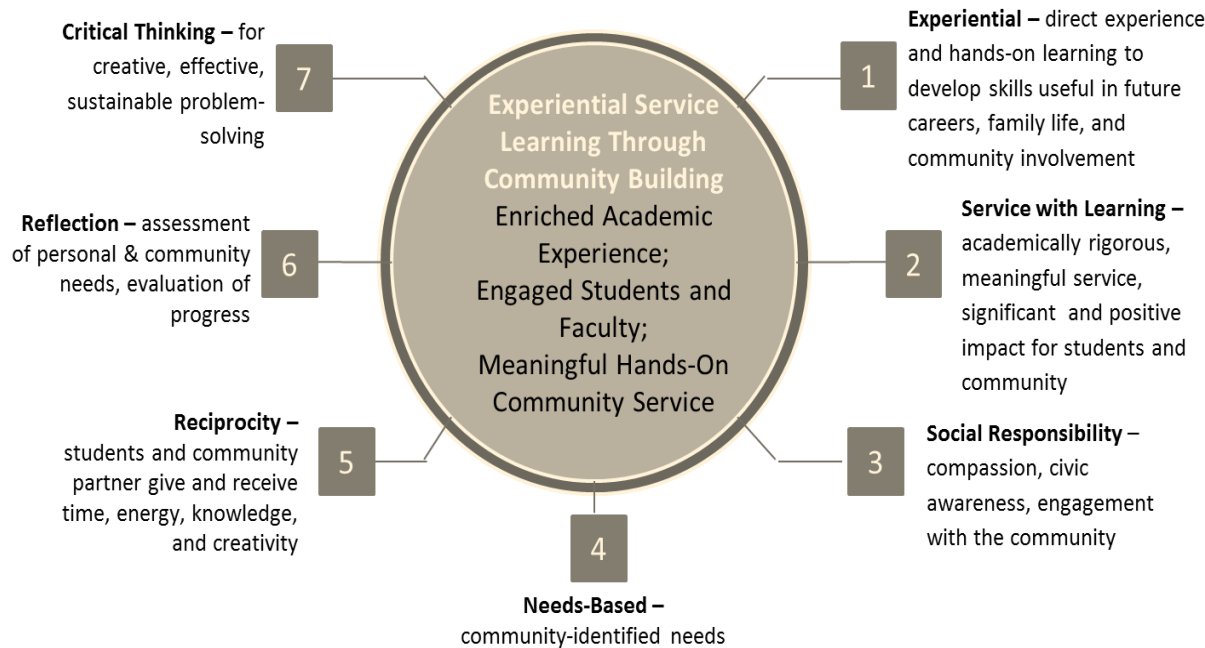 Experiential Service
Learning Through
Community Building
Enriched Academic
Experience;
Engaged Students and
Faculty;
Meaningful Hands-On
Community Service
1
Experiential – direct experience
and hands-on learning to
develop skills useful in future
careers, family life, and
community involvement
2
Service with Learning –
academically rigorous,
meaningful service,
significant and positive
impact for students and
community
3
Social Responsibility –
compassion, civic
awareness, engagement
with the community
4
Needs-Based –
community-identified needs
5
Reciprocity –
students and community
partner give and receive
time, energy, knowledge,
and creativity
6
Reflection – assessment
of personal & community
needs, evaluation of
progress
7
Critical Thinking – for
creative, effective,
sustainable problem-
solving